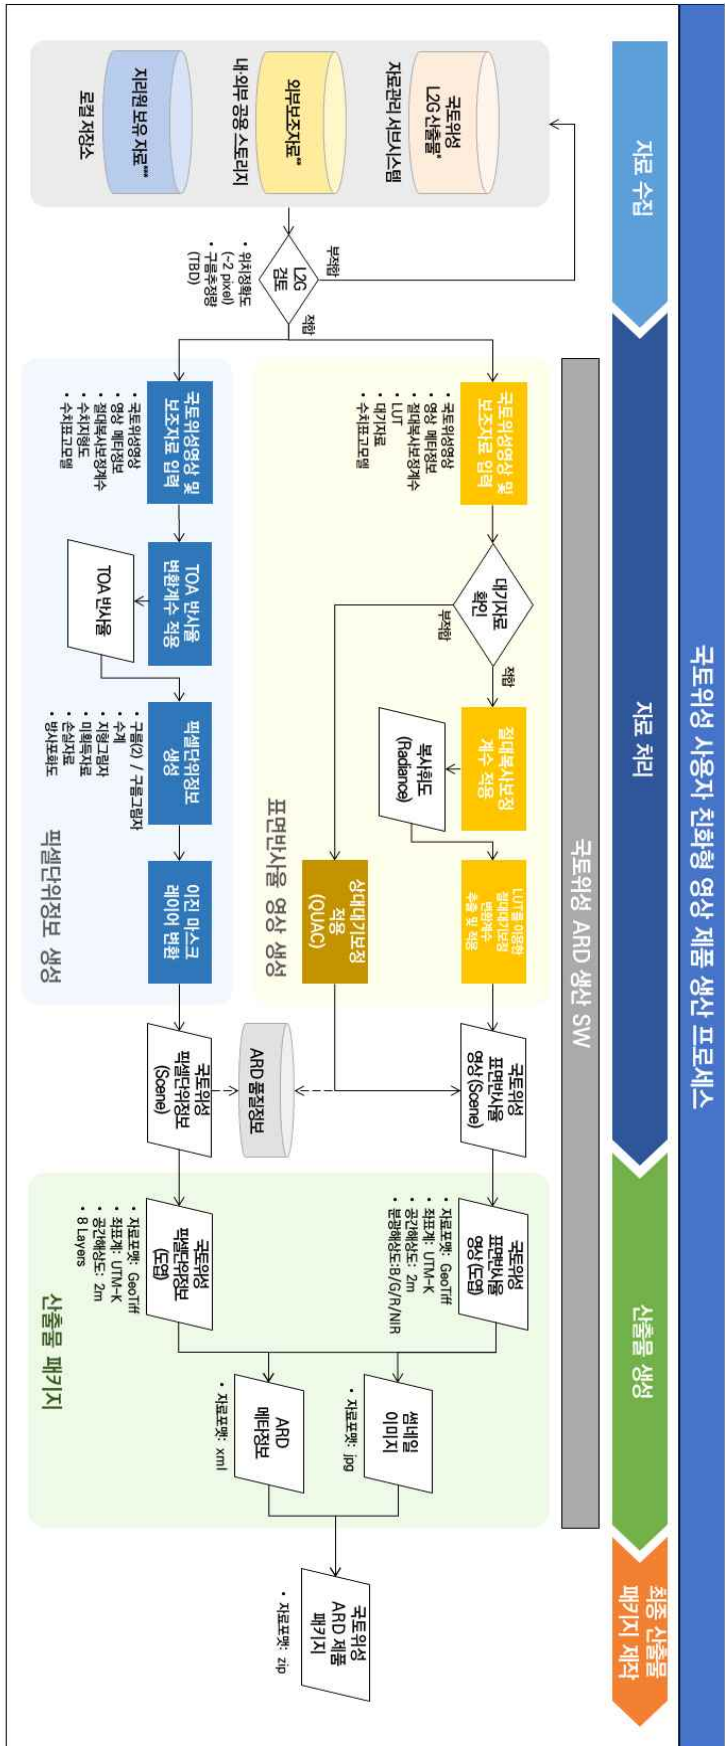 국토위성 사용자 친화형 영상 제품 생산 프로세스
자료 수집
자료 처리
산출물 생성
최종 산출물
패키지 제작
국토위성 ARD 생산 SW
국토위성
L2G 산출물*
자료관리 서브시스템
외부보조자료**
내·외부 공용 스토리지
지리원 보유 자료***
로컬 저장소
L2G
검토
부적합
적합
• 위치정확도
(~2 pixel)
• 구름추정량
(TBD)
국토위성영상 및
보조자료 입력
• 국토위성영상
• 영상 메타정보
• 절대복사보정계수
• LUT
• 대기자료
• 수치표고모델
대기자료
확인
부적합
적합
절대복사보정
계수 적용
복사휘도
(Radiance)
LUT를 이용한
절대대기보정
변환계수
추출 및 적용
상대대기보정
적용
(QUAC)
표면반사율 영상 생성
국토위성영상 및
보조자료 입력
• 국토위성영상
• 영상 메타정보
• 절대복사보정계수
• 수치지형도
• 수치표고모델
TOA 반사율
변환계수 적용
TOA 반사율
픽셀단위정보
생성
• 구름(2) / 구름그림자
• 수계
• 지형그림자
• 미획득자료
• 손실자료
• 방사포화도
이진 마스크
레이어 변환
픽셀단위정보 생성
국토위성
표면반사율
영상(Scene)
ARD 품질정보
국토위성
픽셀단위정보
(Scene)
국토위성
표면반사율
영상(도엽)
• 자료포맷: GeoTiff
• 좌표계: UTM-K
• 공간해상도: 2m
• 분광해상도:B/G/R/NIR
국토위성
픽셀단위정보
(도엽)
• 자료포맷: GeoTiff
• 좌표계: UTM-K
• 공간해상도: 2m
• 8 Layers
썸네일
이미지
• 자료포맷: jpg
ARD
메타정보
• 자료포맷: xml
산출물 패키지
국토위성
ARD 제품
패키지
• 자료포맷: zip